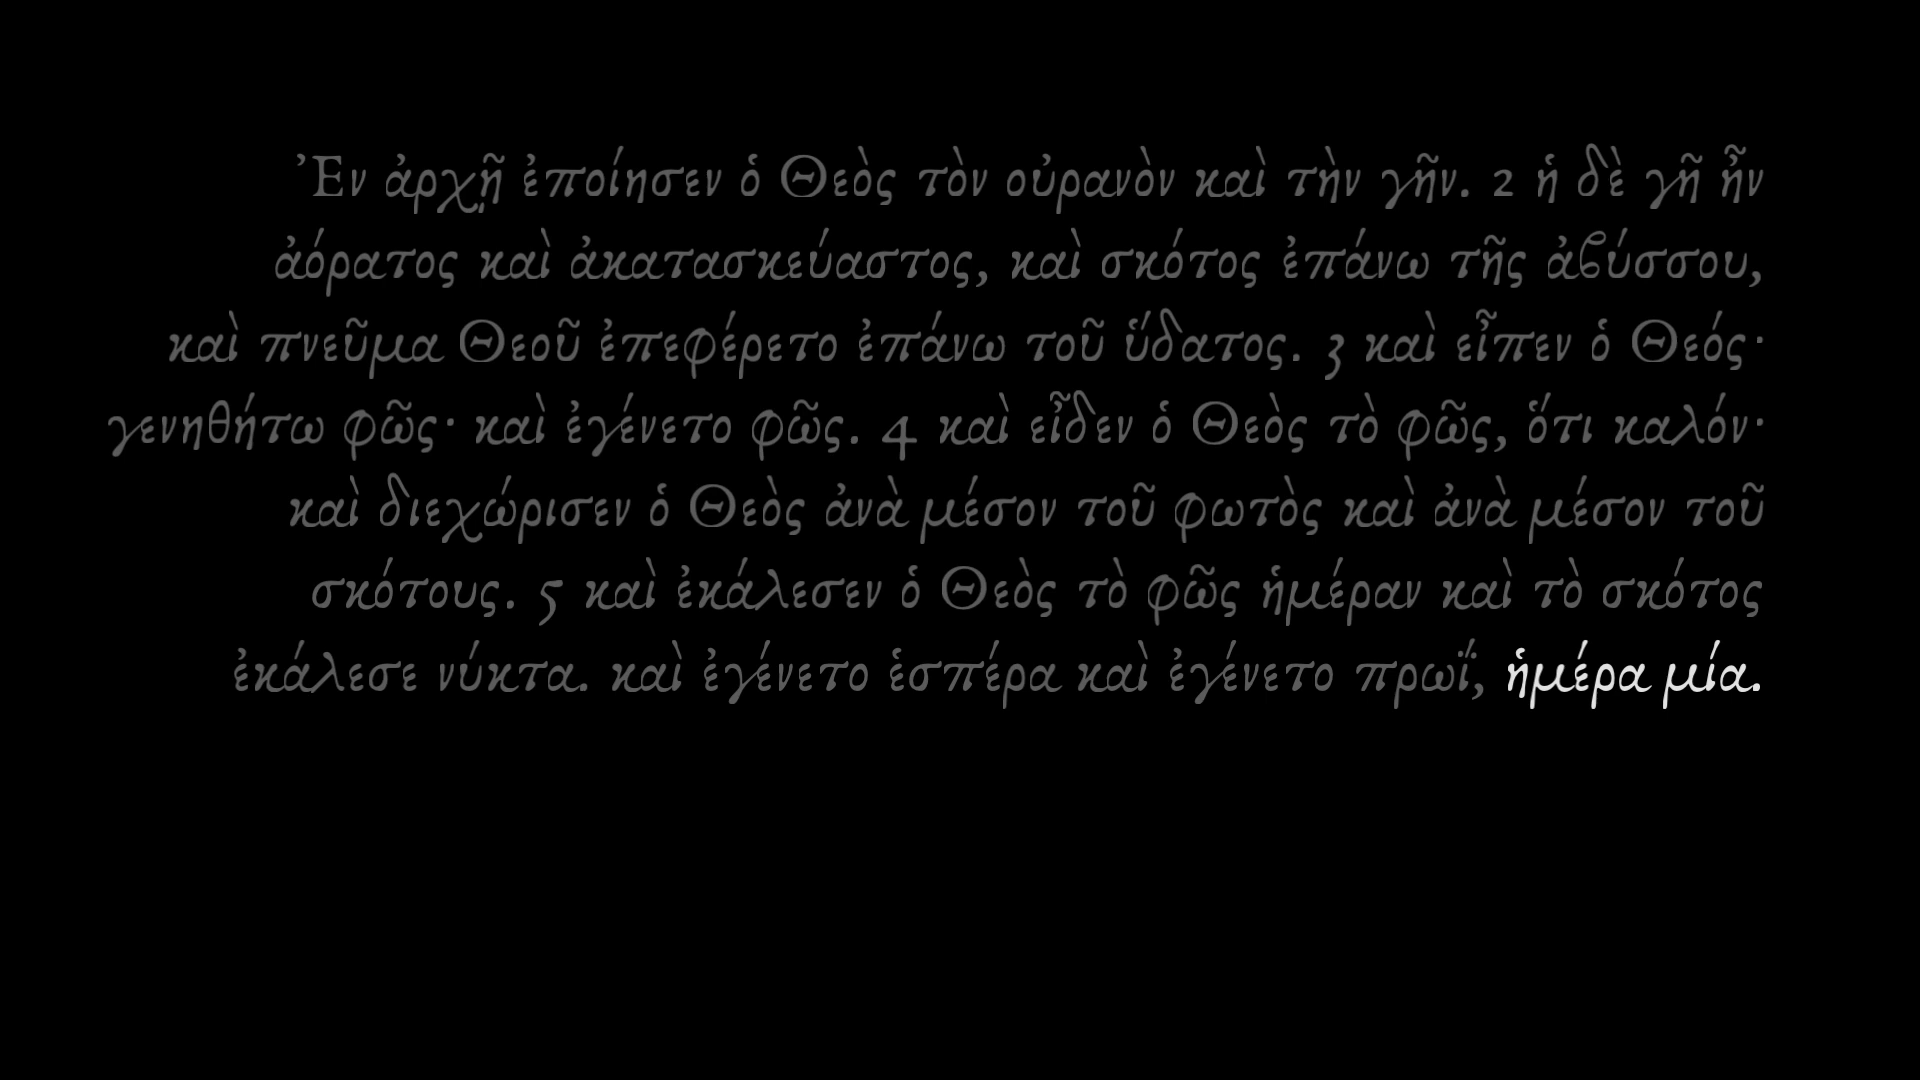 Ἐν ἀρχῇ ἐποίησεν ὁ Θεὸς τὸν οὐρανὸν καὶ τὴν γῆν. 2 ἡ δὲ γῆ ἦν
ἀόρατος καὶ ἀκατασκεύαστος, καὶ σκότος ἐπάνω τῆς ἀβύσσου,
καὶ πνεῦμα Θεοῦ ἐπεφέρετο ἐπάνω τοῦ ὕδατος. 3 καὶ εἶπεν ὁ Θεός·
γενηθήτω φῶς· καὶ ἐγένετο φῶς. 4 καὶ εἶδεν ὁ Θεὸς τὸ φῶς, ὅτι καλόν·
καὶ διεχώρισεν ὁ Θεὸς ἀνὰ μέσον τοῦ φωτὸς καὶ ἀνὰ μέσον τοῦ
σκότους. 5 καὶ ἐκάλεσεν ὁ Θεὸς τὸ φῶς ἡμέραν καὶ τὸ σκότος
ἐκάλεσε νύκτα. καὶ ἐγένετο ἑσπέρα καὶ ἐγένετο πρωΐ, ἡμέρα μία.